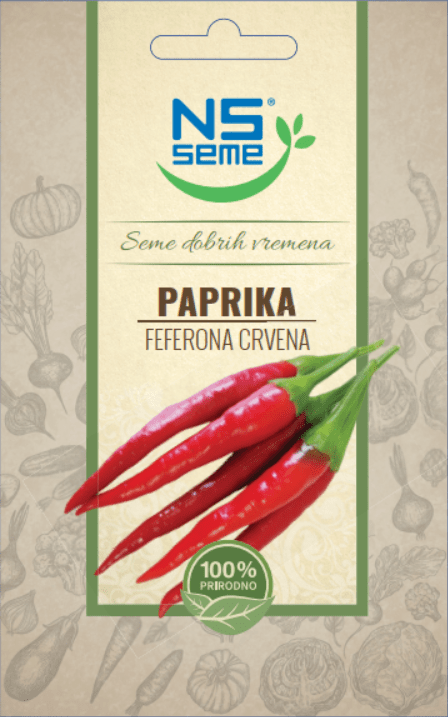 NS®
seme
Seme dobrih vremena
PAPRIKA
FEFERONA CRVENA
100%
PRIRODNO